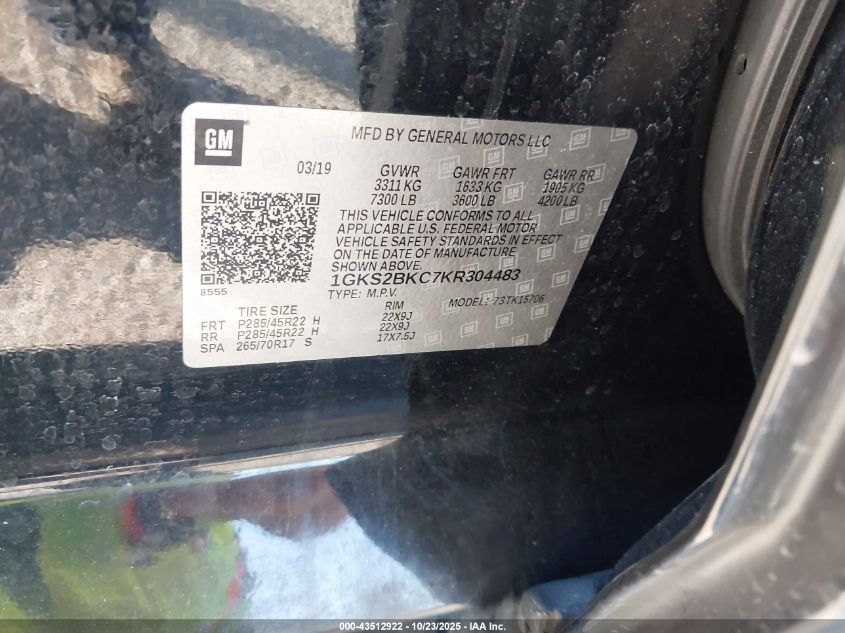 GM
MFD BY GENERAL MOTORS LLC
03/19 GVWR GAWR FRT GAWR RR
3311 KG 1633 KG 1905 KG
7300 LB 3600 LB 4200 LB
THIS VEHICLE CONFORMS TO ALL
APPLICABLE U.S. FEDERAL MOTOR
VEHICLE SAFETY STANDARDS IN EFFECT
ON THE DATE OF MANUFACTURE
SHOWN ABOVE.
8555
1GKS2BKC7KR304483
TYPE: M.P.V. MODEL: 73TK15706
TIRE SIZE RIM
FRT P285/45R22 H 22X9J
RR P285/45R22 H 22X9J
SPA 265/70R17 S 17X7.5J
000-43512922 - 10/23/2025 - IAA Inc.